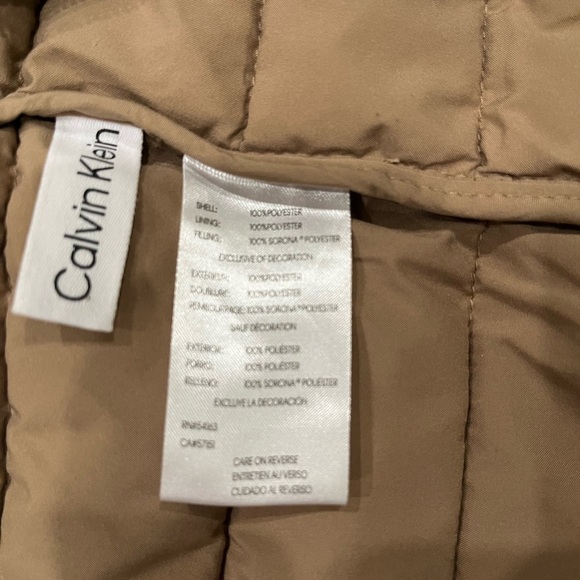 Calvin Klein
SHELL: 100% POLYESTER
LINING: 100% POLYESTER
FILLING: 100% SORONA® POLYESTER
EXCLUSIVE OF DECORATION
EXTÉRIEUR: 100% POLYESTER
DOUBLURE: 100% POLYESTER
REMBOURRAGE: 100% SORONA® POLYESTER
SAUF DÉCORATION
EXTERIOR: 100% POLIÉSTER
FORRO: 100% POLIÉSTER
RELLENO: 100% SORONA® POLIÉSTER
EXCLUYE LA DECORACIÓN
RN#54163
CA#57151
CARE ON REVERSE
ENTRETIEN AU VERSO
CUIDADO AL REVERSO